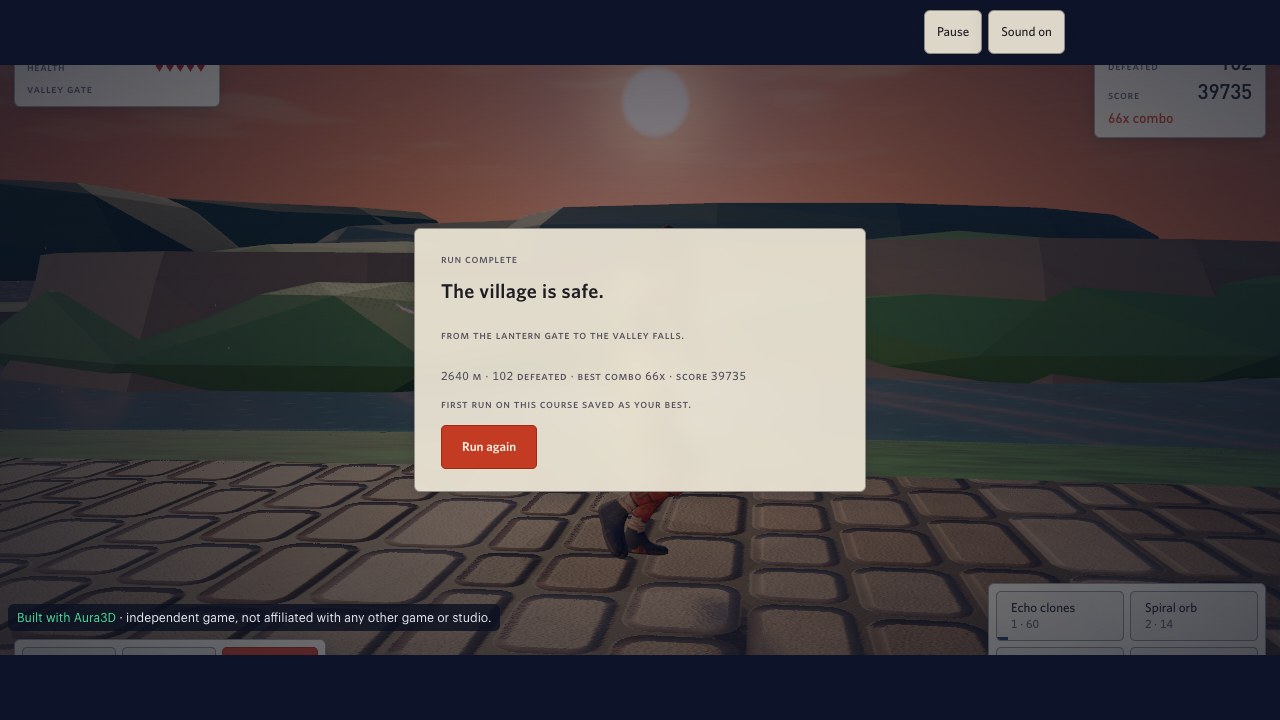 Pause
Sound on
HEALTH
VALLEY GATE
DEFEATED 102
SCORE 39735
66x combo
RUN COMPLETE
The village is safe.
FROM THE LANTERN GATE TO THE VALLEY FALLS.
2640 M · 102 DEFEATED · BEST COMBO 66X · SCORE 39735
FIRST RUN ON THIS COURSE SAVED AS YOUR BEST.
Run again
Echo clones
1 · 60
Spiral orb
2 · 14
Built with Aura3D · independent game, not affiliated with any other game or studio.